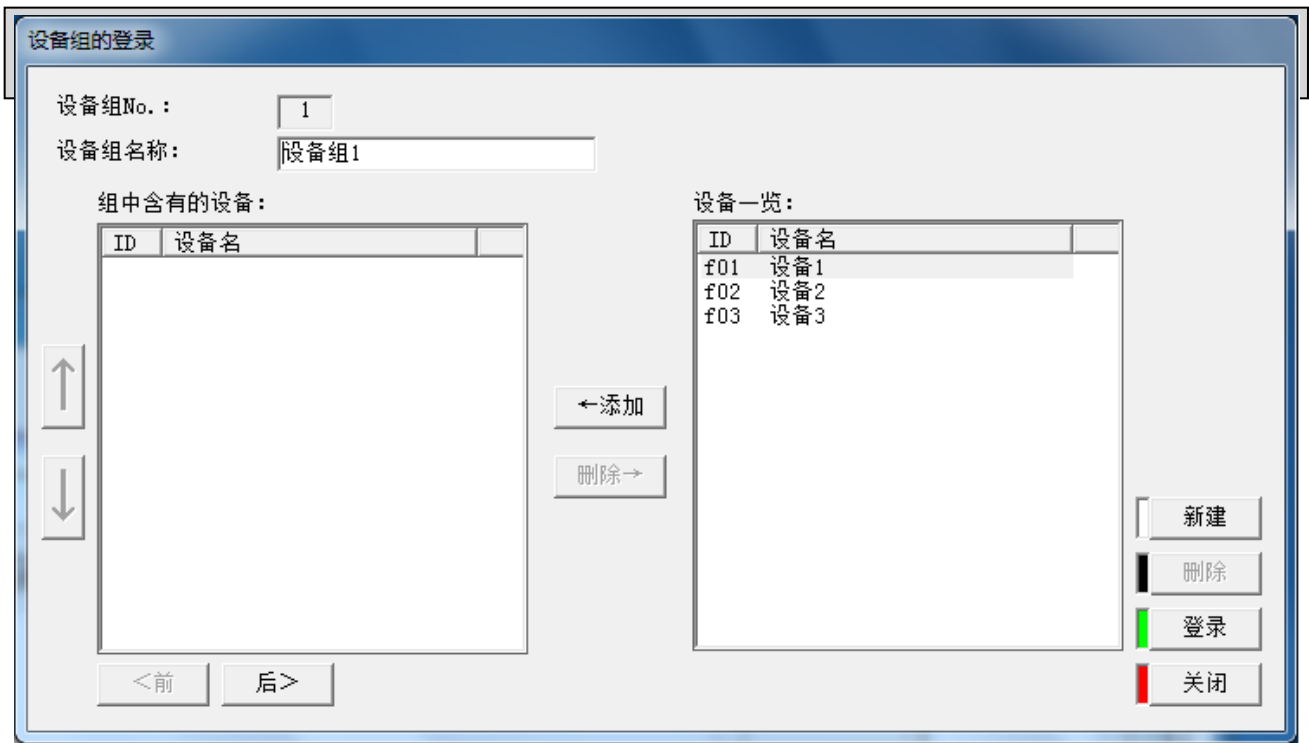 设备组的登录
设备组No.: 1
设备组名称: 设备组1
组中含有的设备:
ID 设备名
↑
↓
←添加
删除→
设备一览:
ID 设备名
f01 设备1
f02 设备2
f03 设备3
新建
删除
登录
关闭
<前 后>